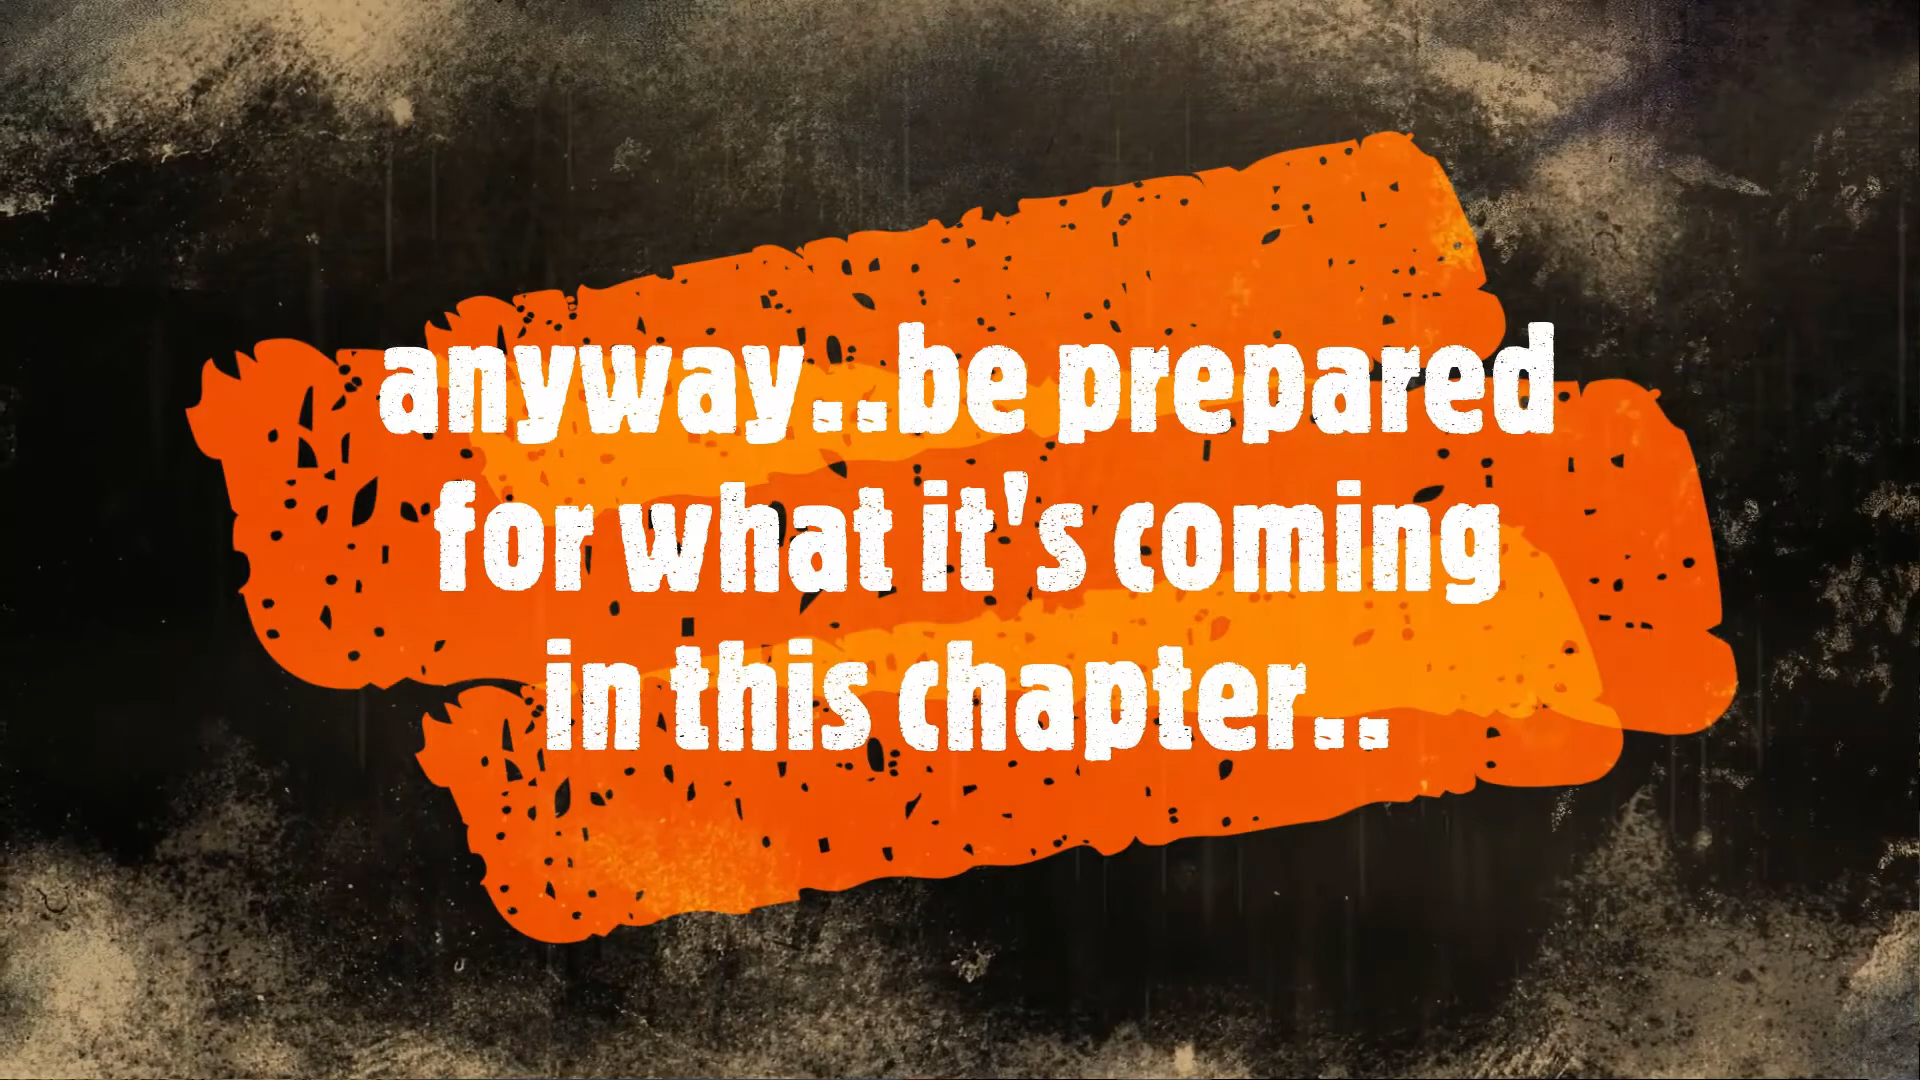 anyway..be prepared
for what it's coming
in this chapter..